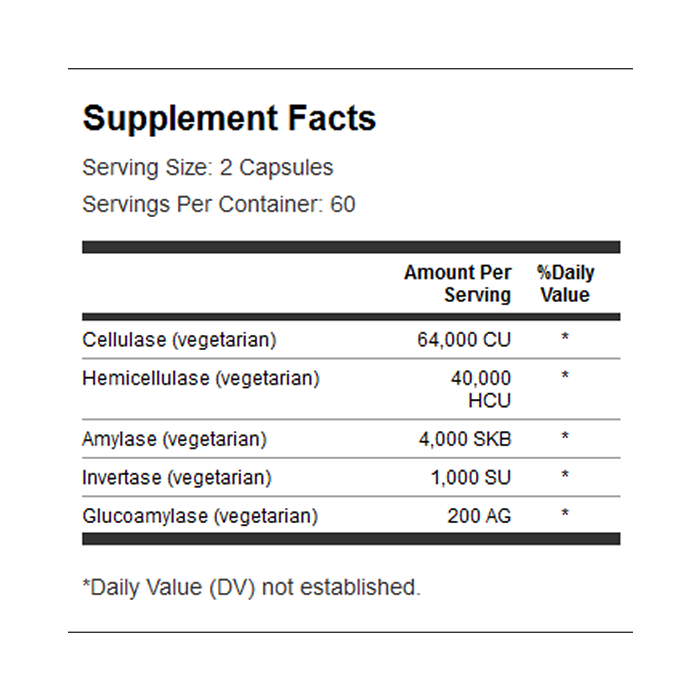 Supplement Facts
Serving Size: 2 Capsules
Servings Per Container: 60
Amount Per %Daily
Serving Value
Cellulase (vegetarian) 64,000 CU *
Hemicellulase (vegetarian) 40,000 *
HCU
Amylase (vegetarian) 4,000 SKB *
Invertase (vegetarian) 1,000 SU *
Glucoamylase (vegetarian) 200 AG *
*Daily Value (DV) not established.